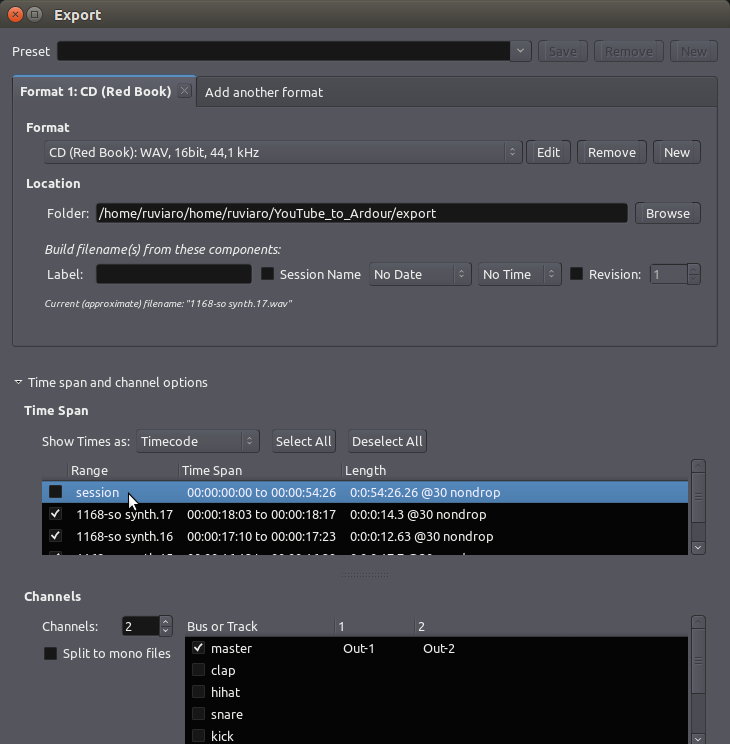 Export
Preset Save Remove New
Format 1: CD (Red Book) Add another format
Format
CD (Red Book): WAV, 16bit, 44,1 kHz Edit Remove New
Location
Folder: /home/ruviaro/home/ruviaro/YouTube_to_Ardour/export Browse
Build filename(s) from these components:
Label: Session Name No Date No Time Revision: 1
Current (approximate) filename: "1168-so synth.17.wav"
Time span and channel options
Time Span
Show Times as: Timecode Select All Deselect All
Range Time Span Length
session 00:00:00:00 to 00:00:54:26 0:0:54:26.26 @30 nondrop
1168-so synth.17 00:00:18:03 to 00:00:18:17 0:0:0:14.3 @30 nondrop
1168-so synth.16 00:00:17:10 to 00:00:17:23 0:0:0:12.63 @30 nondrop
Channels
Channels: 2 Bus or Track 1 2
Split to mono files master Out-1 Out-2
clap
hihat
snare
kick